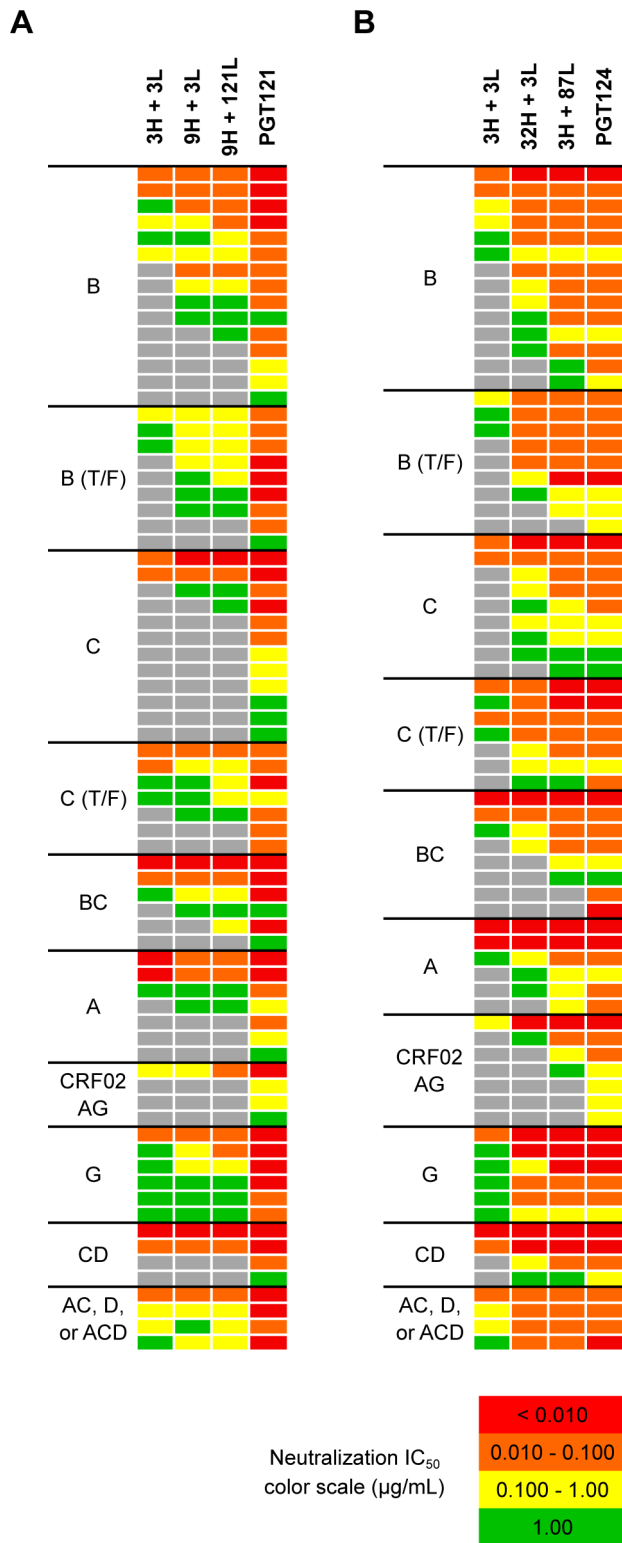 A
3H + 3L
9H + 3L
9H + 121L
PGT121
B
B (T/F)
C
C (T/F)
BC
A
CRF02
AG
G
CD
AC, D,
or ACD
B
3H + 3L
32H + 3L
3H + 87L
PGT124
B
B (T/F)
C
C (T/F)
BC
A
CRF02
AG
G
CD
AC, D,
or ACD
Neutralization IC50
color scale (µg/mL)
< 0.010
0.010 - 0.100
0.100 - 1.00
1.00